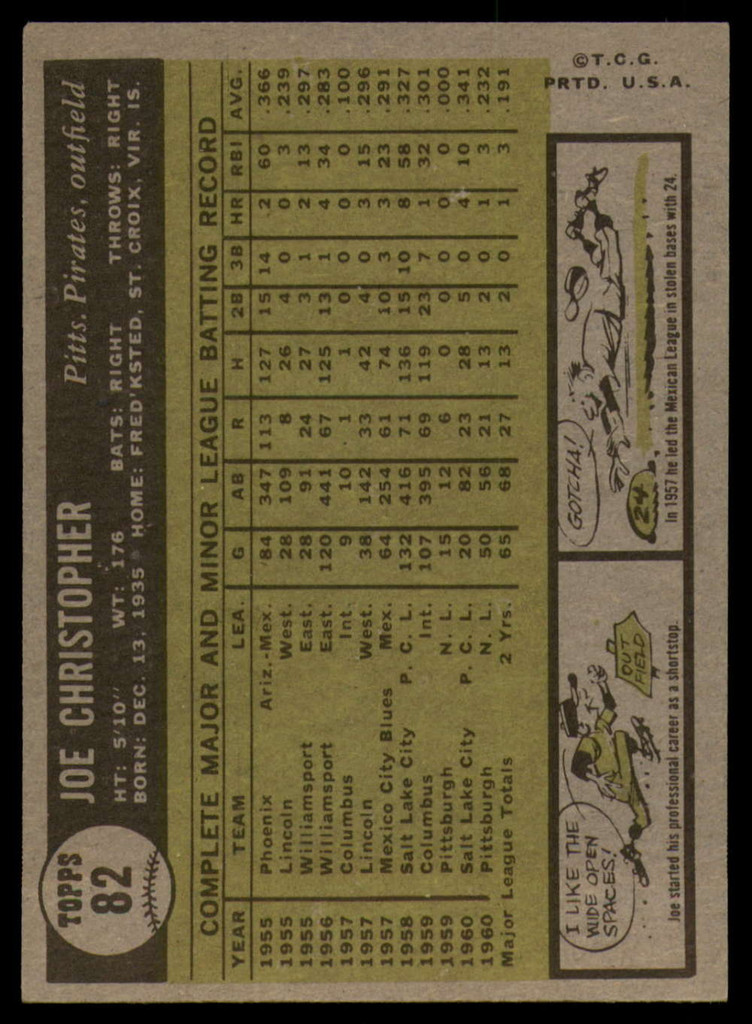 TOPPS
82
JOE CHRISTOPHER Pitts. Pirates, outfield
HT: 5'10" WT: 176 BATS: RIGHT THROWS: RIGHT
BORN: DEC. 13, 1935 HOME: FRED'KSTED, ST. CROIX, VIR. IS.
COMPLETE MAJOR AND MINOR LEAGUE BATTING RECORD
YEAR TEAM LEA. G AB R H 2B 3B HR RBI AVG.
1955 Phoenix Ariz.-Mex. 84 347 113 127 15 14 2 60 .366
1955 Lincoln West. 28 109 8 26 4 0 0 3 .239
1955 Williamsport East. 28 91 24 27 3 1 2 13 .297
1956 Williamsport East. 120 441 67 125 13 1 4 34 .283
1957 Columbus Int. 9 10 1 1 0 0 0 0 .100
1957 Lincoln West. 38 142 33 42 4 0 3 15 .296
1957 Mexico City Blues Mex. 64 254 61 74 10 3 3 23 .291
1958 Salt Lake City P. C. L. 132 416 71 136 15 10 8 58 .327
1959 Columbus Int. 107 395 69 119 23 7 1 32 .301
1959 Pittsburgh N. L. 15 12 6 0 0 0 0 0 .000
1960 Salt Lake City P. C. L. 20 82 23 28 5 0 4 10 .341
1960 Pittsburgh N. L. 50 56 21 13 2 0 1 3 .232
Major League Totals 2 Yrs. 65 68 27 13 2 0 1 3 .191
I LIKE THE
WIDE OPEN
SPACES!
OUT
FIELD
Joe started his professional career as a shortstop.
GOTCHA!
24
In 1957 he led the Mexican League in stolen bases with 24.
©T.C.G.
PRTD. U.S.A.